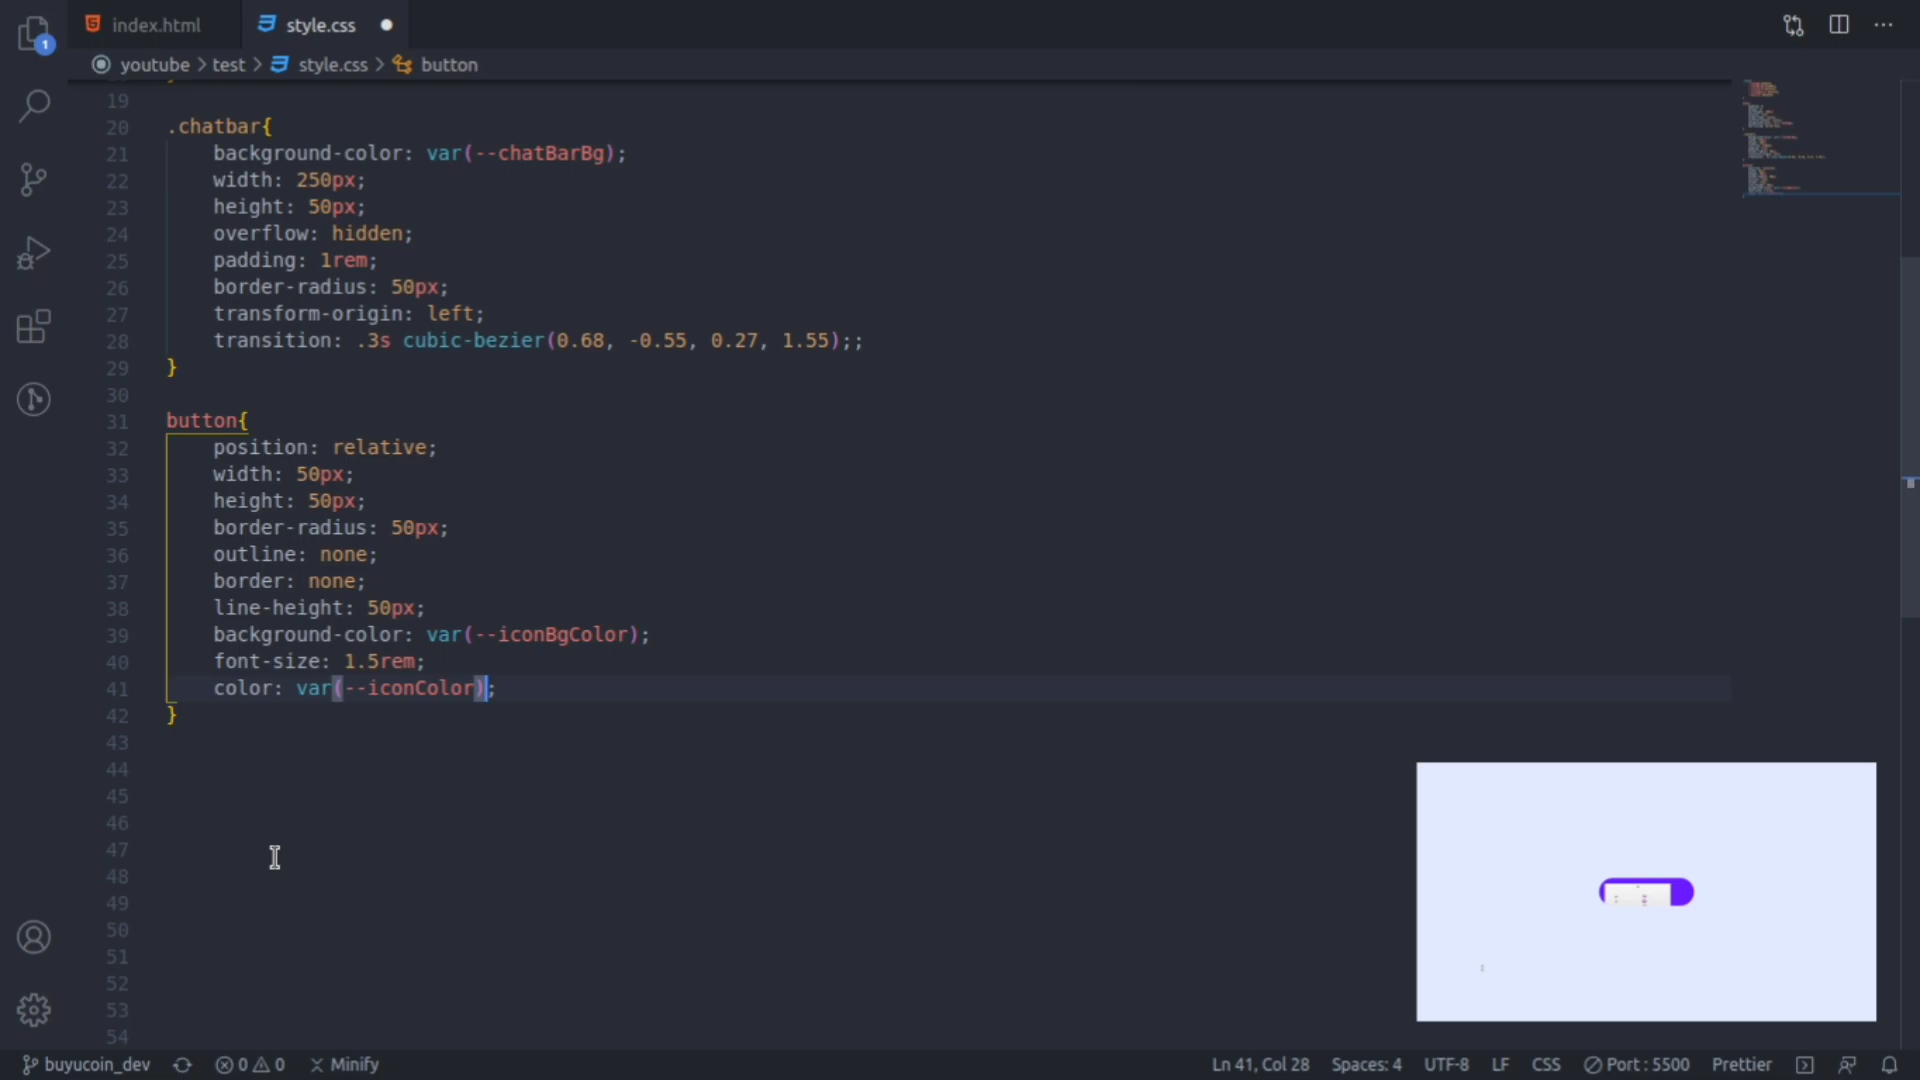 index.html
style.css
1
youtube > test > style.css > button
19
20 .chatbar{
21 background-color: var(--chatBarBg);
22 width: 250px;
23 height: 50px;
24 overflow: hidden;
25 padding: 1rem;
26 border-radius: 50px;
27 transform-origin: left;
28 transition: .3s cubic-bezier(0.68, -0.55, 0.27, 1.55);;
29 }
30
31 button{
32 position: relative;
33 width: 50px;
34 height: 50px;
35 border-radius: 50px;
36 outline: none;
37 border: none;
38 line-height: 50px;
39 background-color: var(--iconBgColor);
40 font-size: 1.5rem;
41 color: var(--iconColor);
42 }
43
44
45
46
47
48
49
50
51
52
53
54
buyucoin_dev 0 0 Minify Ln 41, Col 28 Spaces: 4 UTF-8 LF CSS Port : 5500 Prettier